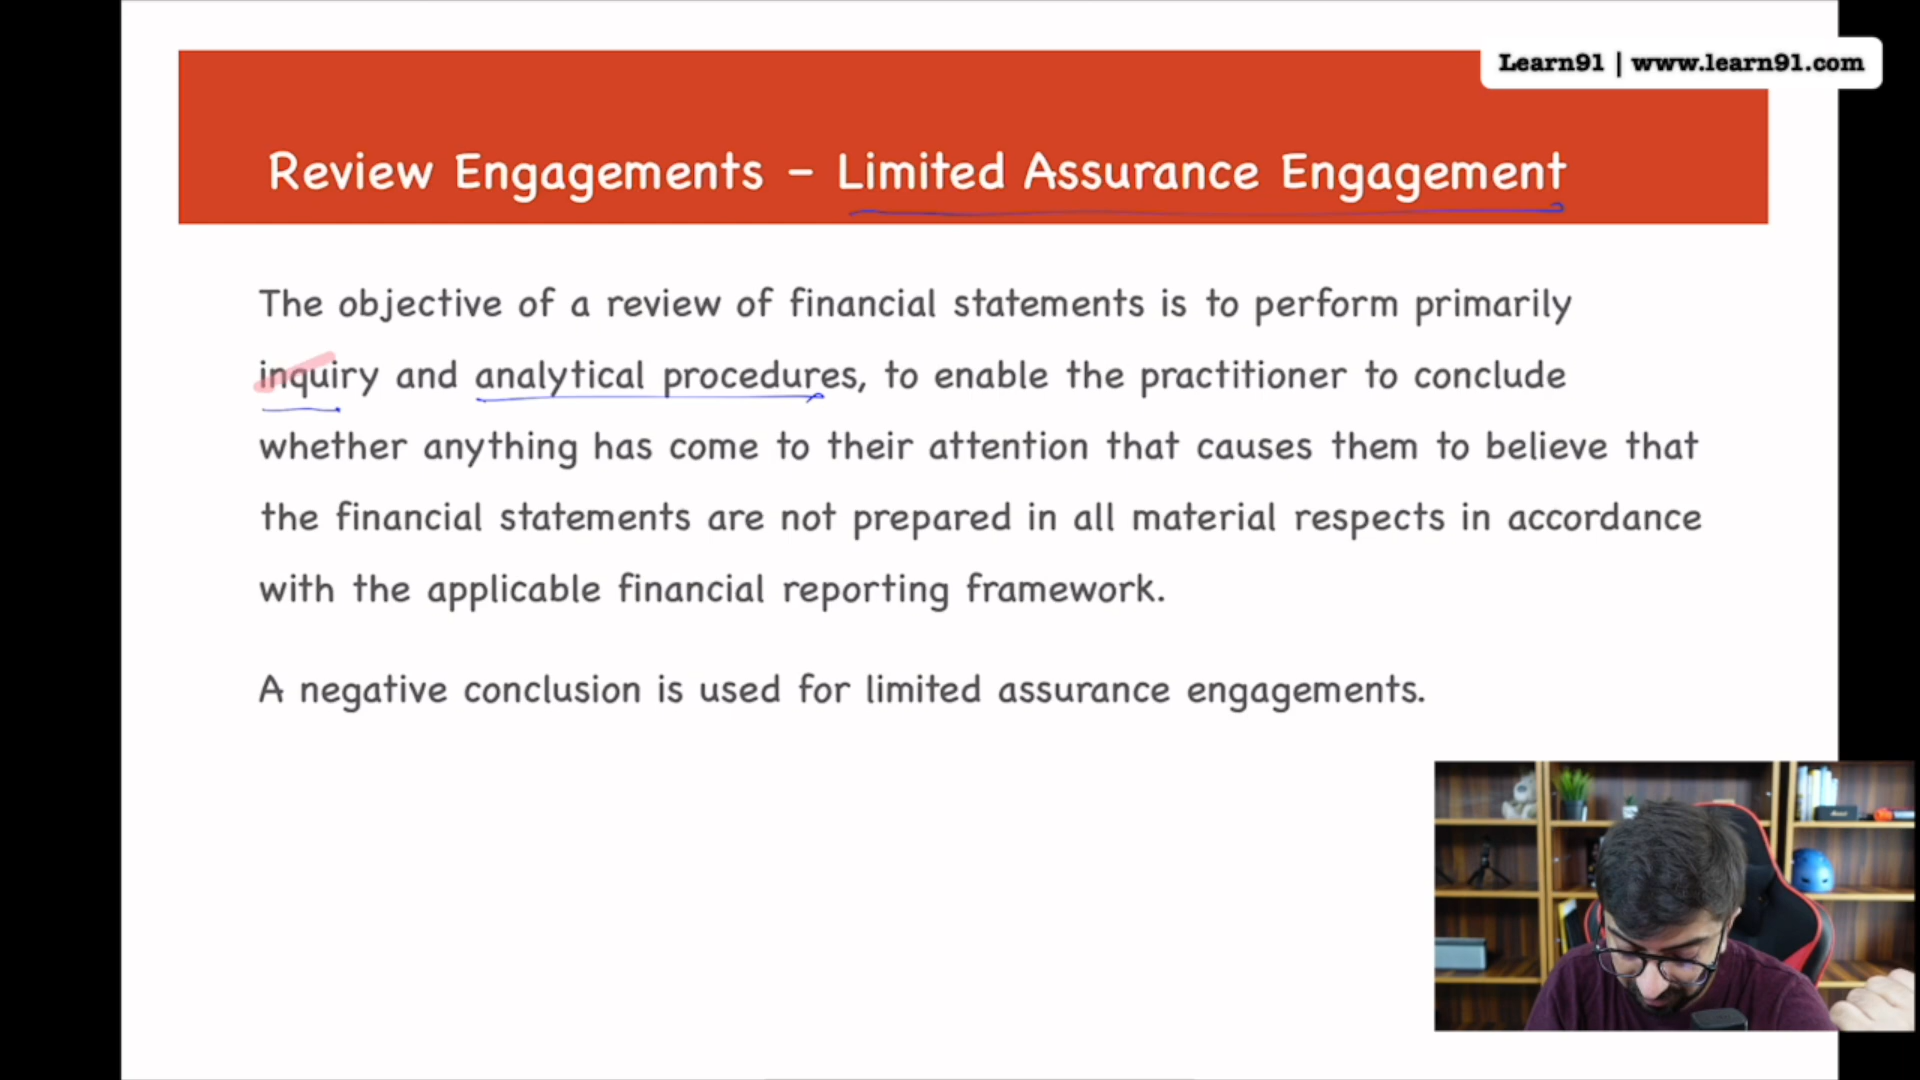 Learn91 | www.learn91.com
Review Engagements – Limited Assurance Engagement
The objective of a review of financial statements is to perform primarily
inquiry and analytical procedures, to enable the practitioner to conclude
whether anything has come to their attention that causes them to believe that
the financial statements are not prepared in all material respects in accordance
with the applicable financial reporting framework.
A negative conclusion is used for limited assurance engagements.